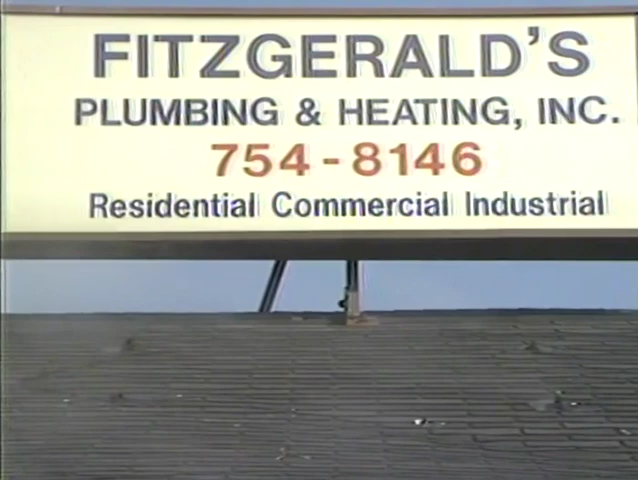 FITZGERALD'S
PLUMBING & HEATING, INC.
754-8146
Residential Commercial Industrial